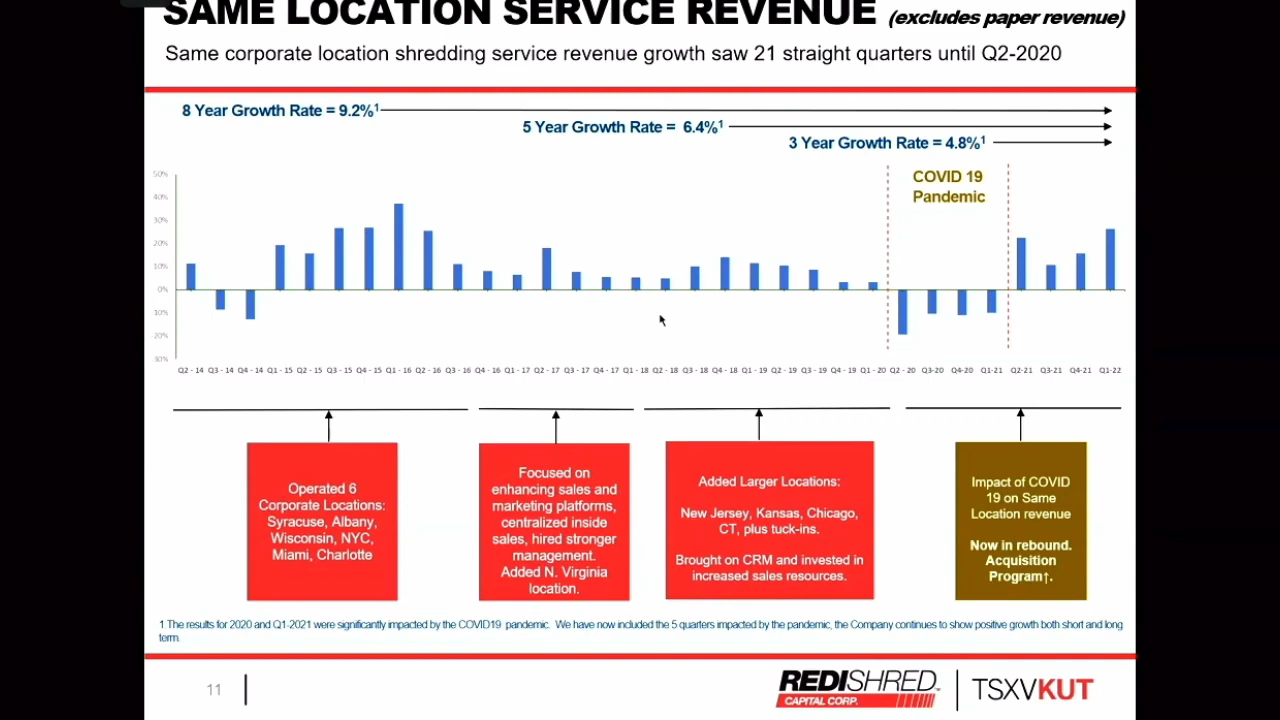 SAME LOCATION SERVICE REVENUE (excludes paper revenue)
Same corporate location shredding service revenue growth saw 21 straight quarters until Q2-2020
8 Year Growth Rate = 9.2%¹
5 Year Growth Rate = 6.4%¹
3 Year Growth Rate = 4.8%¹
COVID 19
Pandemic
50%
40%
30%
20%
10%
0%
10%
20%
30%
Q2 - 14 Q3 - 14 Q4 - 14 Q1 - 15 Q2 - 15 Q3 - 15 Q4 - 15 Q1 - 16 Q2 - 16 Q3 - 16 Q4 - 16 Q1 - 17 Q2 - 17 Q3 - 17 Q4 - 17 Q1 - 18 Q2 - 18 Q3 - 18 Q4 - 18 Q1 - 19 Q2 - 19 Q3 - 19 Q4 - 19 Q1 - 20 Q2 - 20 Q3-20 Q4-20 Q1-21 Q2-21 Q3-21 Q4-21 Q1-22
Operated 6
Corporate Locations:
Syracuse, Albany,
Wisconsin, NYC,
Miami, Charlotte
Focused on
enhancing sales and
marketing platforms,
centralized inside
sales, hired stronger
management.
Added N. Virginia
location.
Added Larger Locations:
New Jersey, Kansas, Chicago,
CT, plus tuck-ins.
Brought on CRM and invested in
increased sales resources.
Impact of COVID
19 on Same
Location revenue
Now in rebound.
Acquisition
Program↑.
1 The results for 2020 and Q1-2021 were significantly impacted by the COVID19 pandemic. We have now included the 5 quarters impacted by the pandemic, the Company continues to show positive growth both short and long
term.
11
REDISHRED
CAPITAL CORP.
TSXVKUT